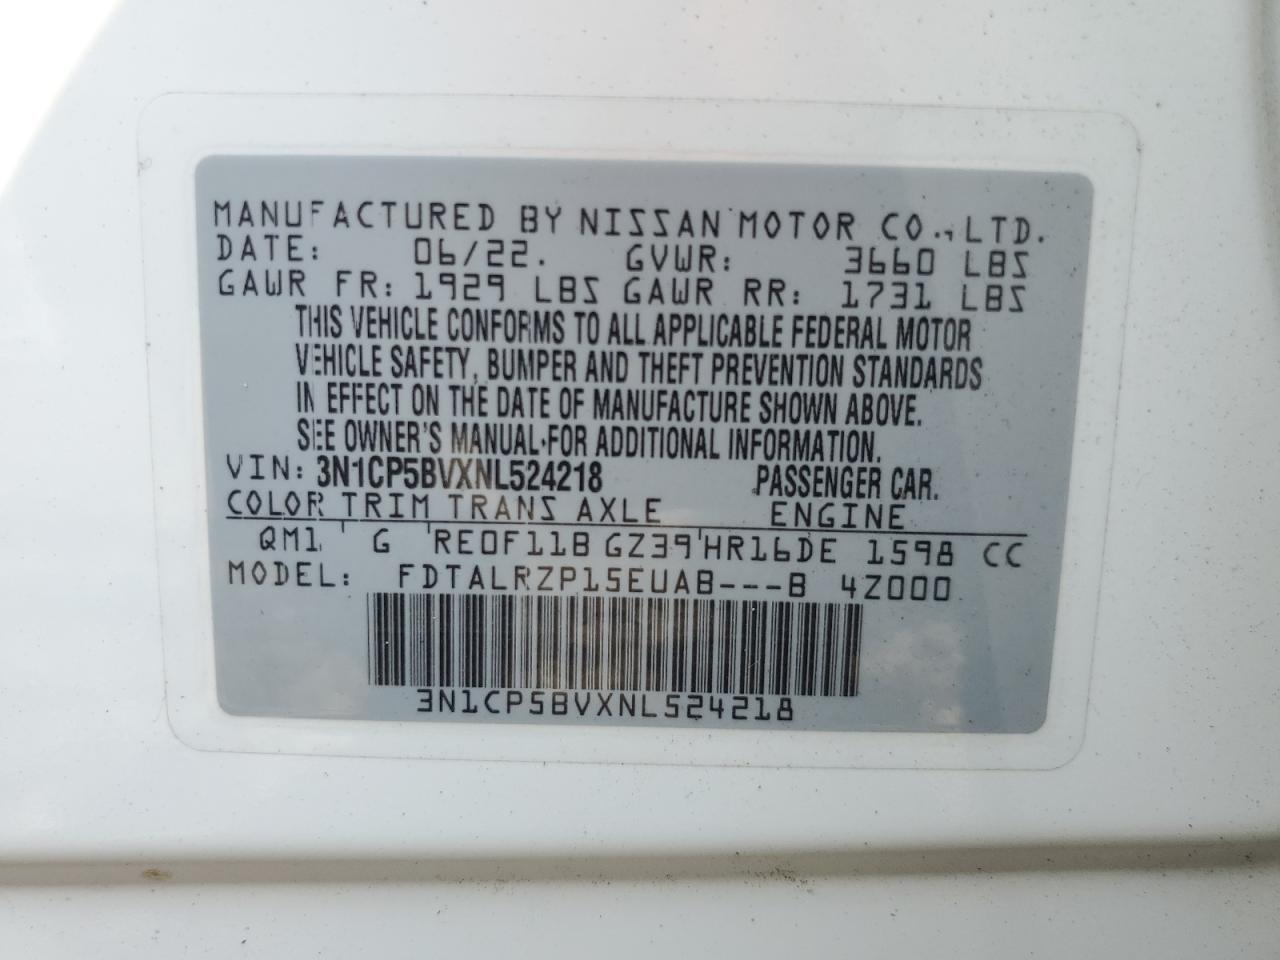 MANUFACTURED BY NISSAN MOTOR CO., LTD.
DATE: 06/22. GVWR: 3660 LBS
GAWR FR: 1929 LBS GAWR RR: 1731 LBS
THIS VEHICLE CONFORMS TO ALL APPLICABLE FEDERAL MOTOR
VEHICLE SAFETY, BUMPER AND THEFT PREVENTION STANDARDS
IN EFFECT ON THE DATE OF MANUFACTURE SHOWN ABOVE.
SEE OWNER'S MANUAL FOR ADDITIONAL INFORMATION.
VIN: 3N1CP5BVXNL524218 PASSENGER CAR.
COLOR TRIM TRANS AXLE ENGINE
QM1 G RE0F11B GZ39 HR16DE 1598 CC
MODEL: FDTALRZP15EUAB---B 4Z000
3N1CP5BVXNL524218